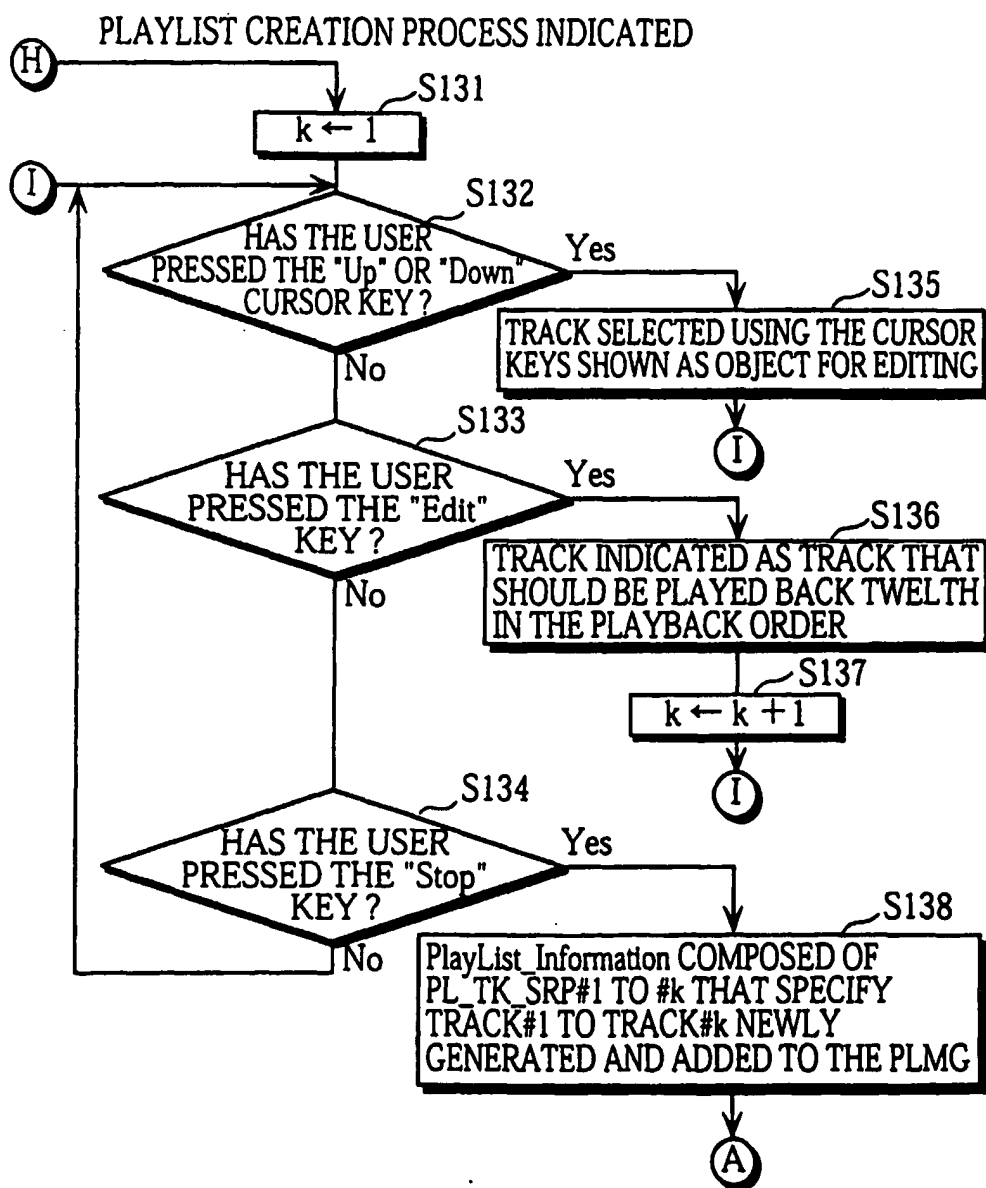 PLAYLIST CREATION PROCESS INDICATED
H
S131
k ← 1
I
S132
HAS THE USER
PRESSED THE "Up" OR "Down"
CURSOR KEY ?
Yes
No
S135
TRACK SELECTED USING THE CURSOR
KEYS SHOWN AS OBJECT FOR EDITING
I
S133
HAS THE USER
PRESSED THE "Edit"
KEY ?
Yes
No
S136
TRACK INDICATED AS TRACK THAT
SHOULD BE PLAYED BACK TWELTH
IN THE PLAYBACK ORDER
S137
k ← k + 1
I
S134
HAS THE USER
PRESSED THE "Stop"
KEY ?
Yes
No
S138
PlayList_Information COMPOSED OF
PL_TK_SRP#1 TO #k THAT SPECIFY
TRACK#1 TO TRACK#k NEWLY
GENERATED AND ADDED TO THE PLMG
A